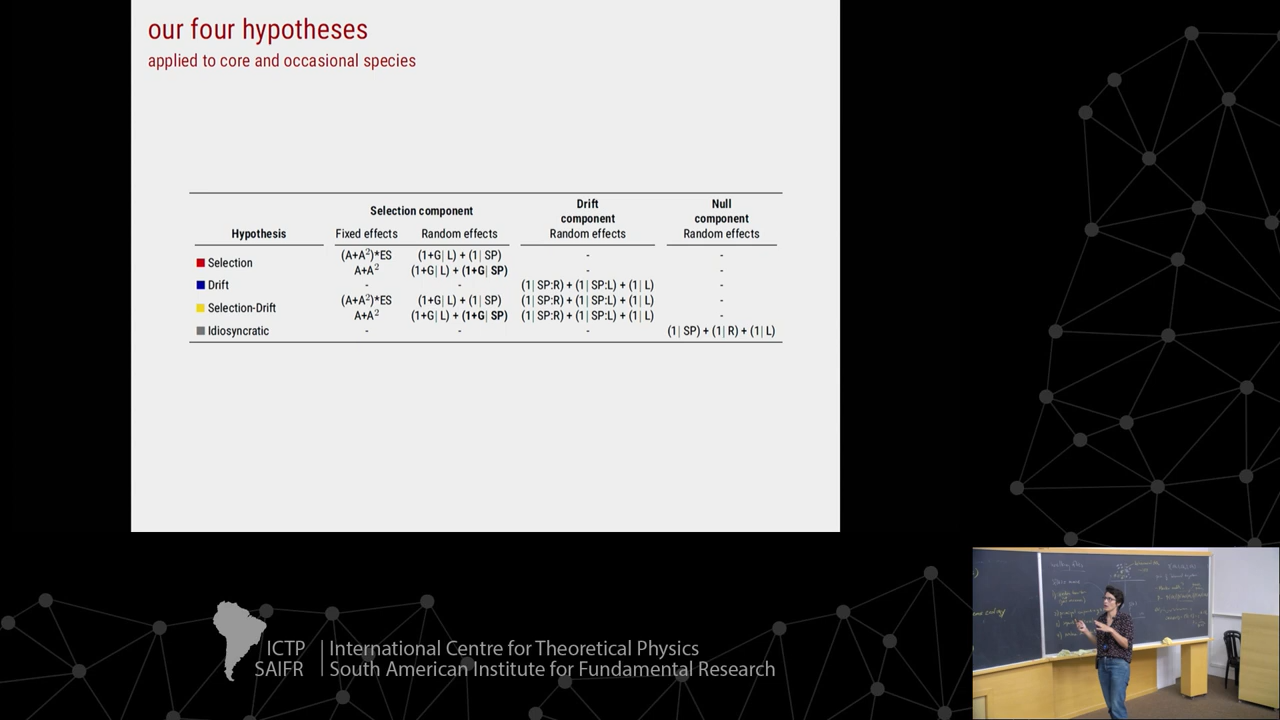 our four hypotheses
applied to core and occasional species
Selection component
Drift component
Null component
Hypothesis Fixed effects Random effects Random effects Random effects
Selection (A+A²)*ES (1+G| L) + (1| SP) - -
A+A² (1+G| L) + (1+G| SP) - -
Drift - - (1| SP:R) + (1| SP:L) + (1| L) -
Selection-Drift (A+A²)*ES (1+G| L) + (1| SP) (1| SP:R) + (1| SP:L) + (1| L) -
A+A² (1+G| L) + (1+G| SP) (1| SP:R) + (1| SP:L) + (1| L) -
Idiosyncratic - - - (1| SP) + (1| R) + (1| L)
ICTP International Centre for Theoretical Physics
SAIFR South American Institute for Fundamental Research